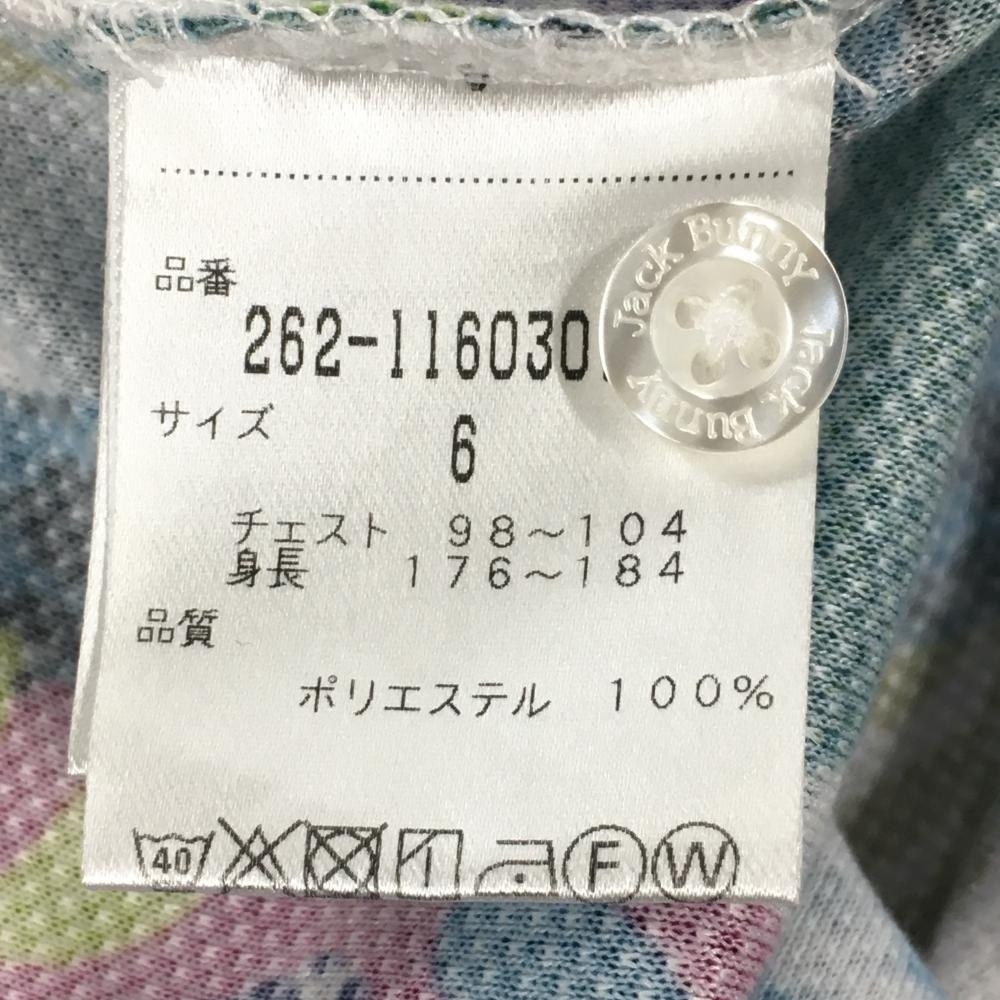 品番
262-116030
サイズ
6
チェスト 98～104
身長 176～184
品質
ポリエステル 100%
40 F W
Jack Bunny Jack Bunny